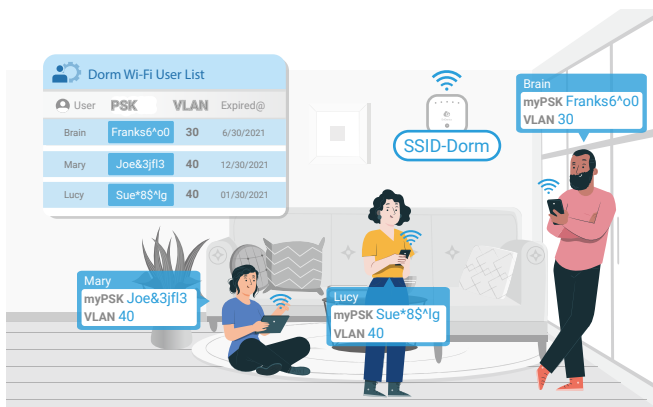 Dorm Wi-Fi User List
User PSK VLAN Expired@
Brain Franks6^o0 30 6/30/2021
Mary Joe&3jfl3 40 12/30/2021
Lucy Sue*8$^lg 40 01/30/2021
SSID-Dorm
Brain
myPSK Franks6^o0
VLAN 30
Mary
myPSK Joe&3jfl3
VLAN 40
Lucy
myPSK Sue*8$^lg
VLAN 40